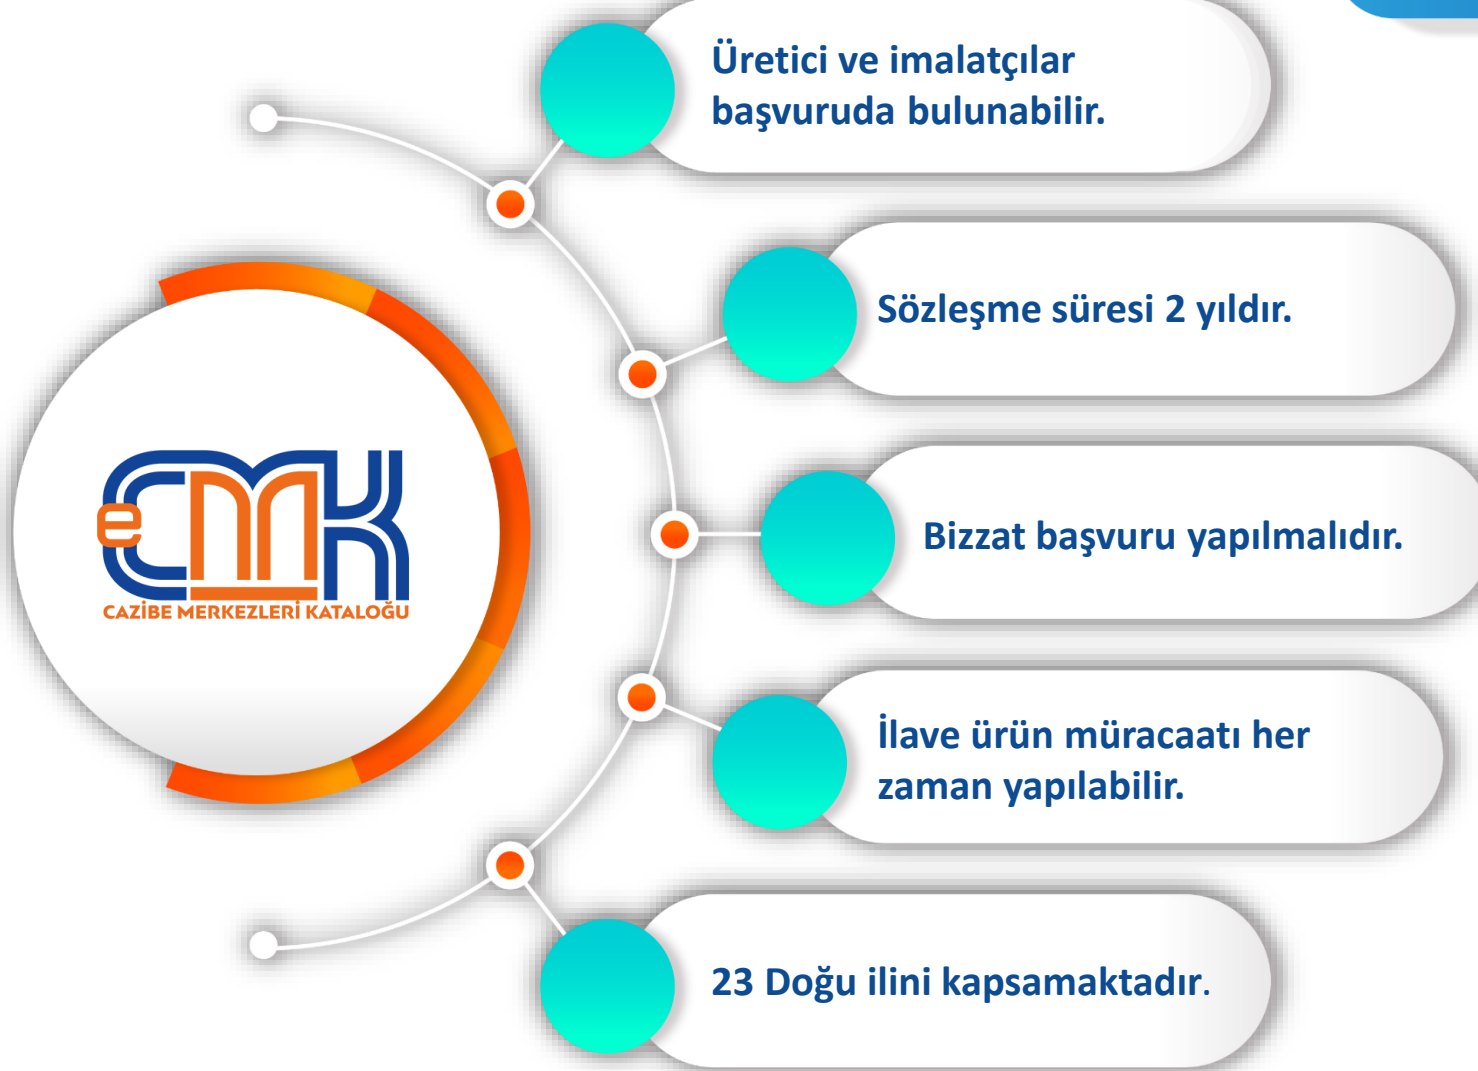 Üretici ve imalatçılar
başvuruda bulunabilir.
Sözleşme süresi 2 yıldır.
Bizzat başvuru yapılmalıdır.
eCMK
CAZİBE MERKEZLERİ KATALOĞU
İlave ürün müracaatı her
zaman yapılabilir.
23 Doğu ilini kapsamaktadır.